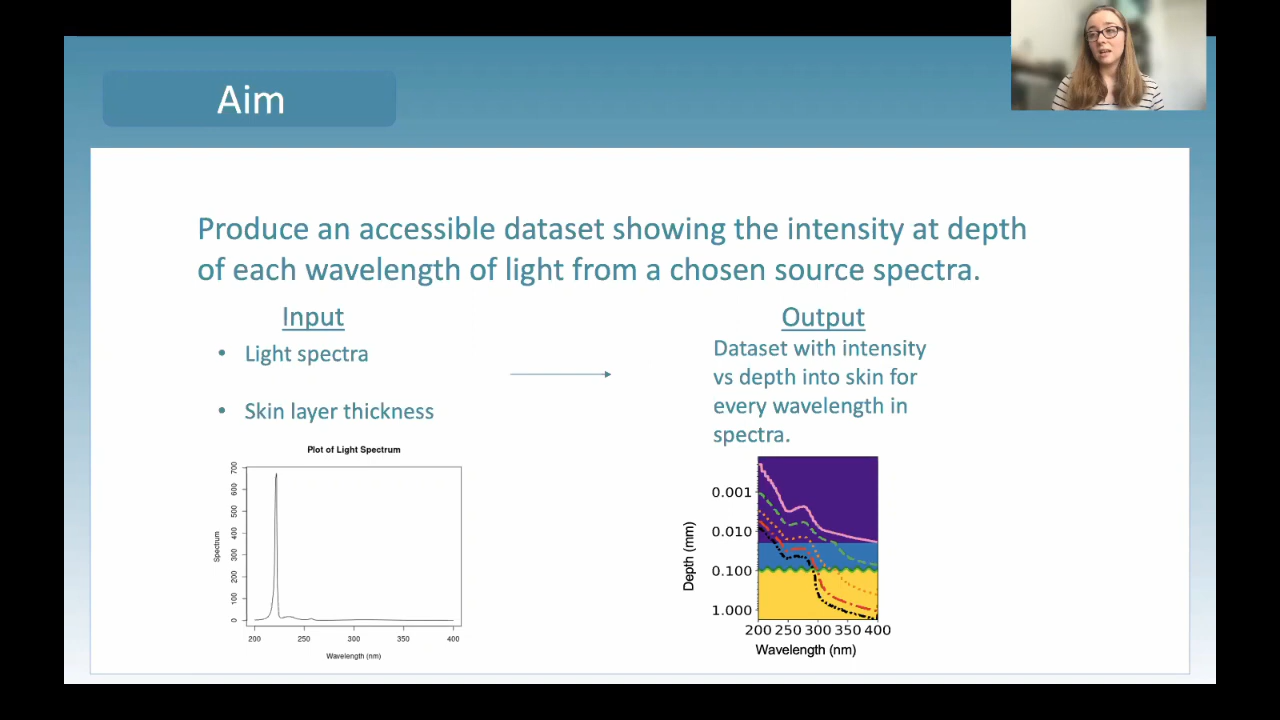 Aim
Produce an accessible dataset showing the intensity at depth
of each wavelength of light from a chosen source spectra.
Input
• Light spectra
• Skin layer thickness
Plot of Light Spectrum
700
600
500
400
300
200
100
0
Spectrum
200 250 300 350 400
Wavelength (nm)
Output
Dataset with intensity
vs depth into skin for
every wavelength in
spectra.
Depth (mm)
0.001
0.010
0.100
1.000
200 250 300 350 400
Wavelength (nm)